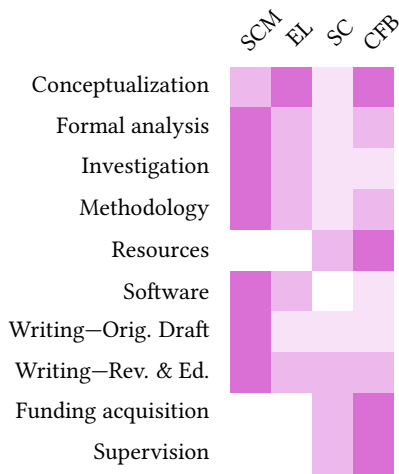 SCM EL SC CFB
Conceptualization
Formal analysis
Investigation
Methodology
Resources
Software
Writing—Orig. Draft
Writing—Rev. & Ed.
Funding acquisition
Supervision